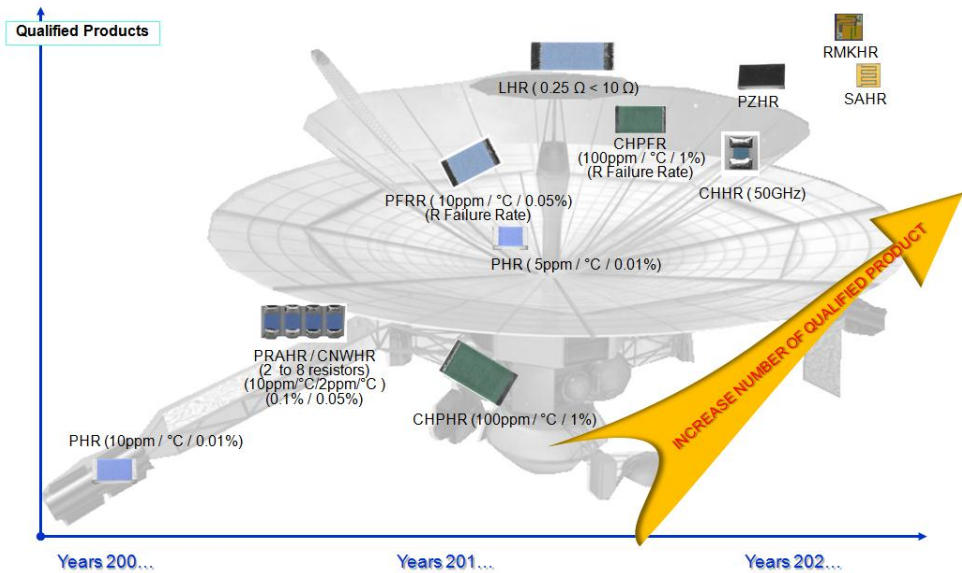 Qualified Products
RMKHR
LHR ( 0.25 Ω < 10 Ω)
PZHR
SAHR
CHPFR
(100ppm / °C / 1%)
(R Failure Rate)
PFRR ( 10ppm / °C / 0.05%)
(R Failure Rate)
CHHR ( 50GHz)
PHR ( 5ppm / °C / 0.01%)
INCREASE NUMBER OF QUALIFIED PRODUCT
PRAHR / CNWHR
(2 to 8 resistors)
(10ppm/°C/2ppm/°C )
(0.1% / 0.05%)
CHPHR (100ppm / °C / 1%)
PHR (10ppm / °C / 0.01%)
Years 200…
Years 201…
Years 202…